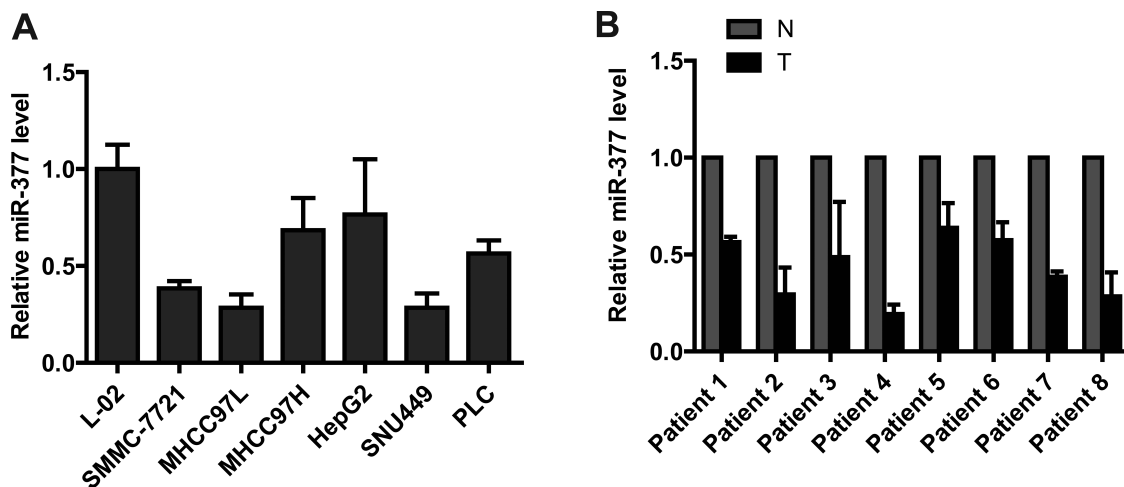 A
Relative miR-377 level
1.5
1.0
0.5
0.0
L-02
SMMC-7721
MHCC97L
MHCC97H
HepG2
SNU449
PLC
B
N
T
Relative miR-377 level
1.5
1.0
0.5
0.0
Patient 1
Patient 2
Patient 3
Patient 4
Patient 5
Patient 6
Patient 7
Patient 8